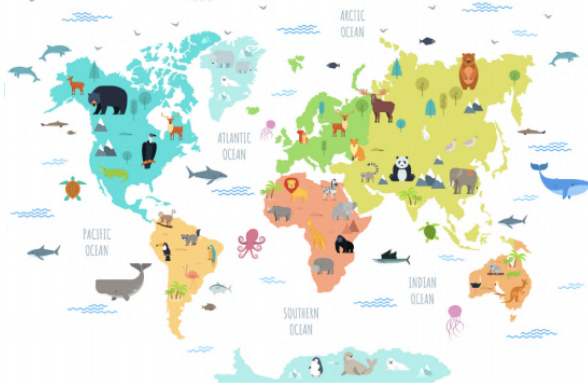 ARCTIC
OCEAN
ATLANTIC
OCEAN
PACIFIC
OCEAN
INDIAN
OCEAN
SOUTHERN
OCEAN